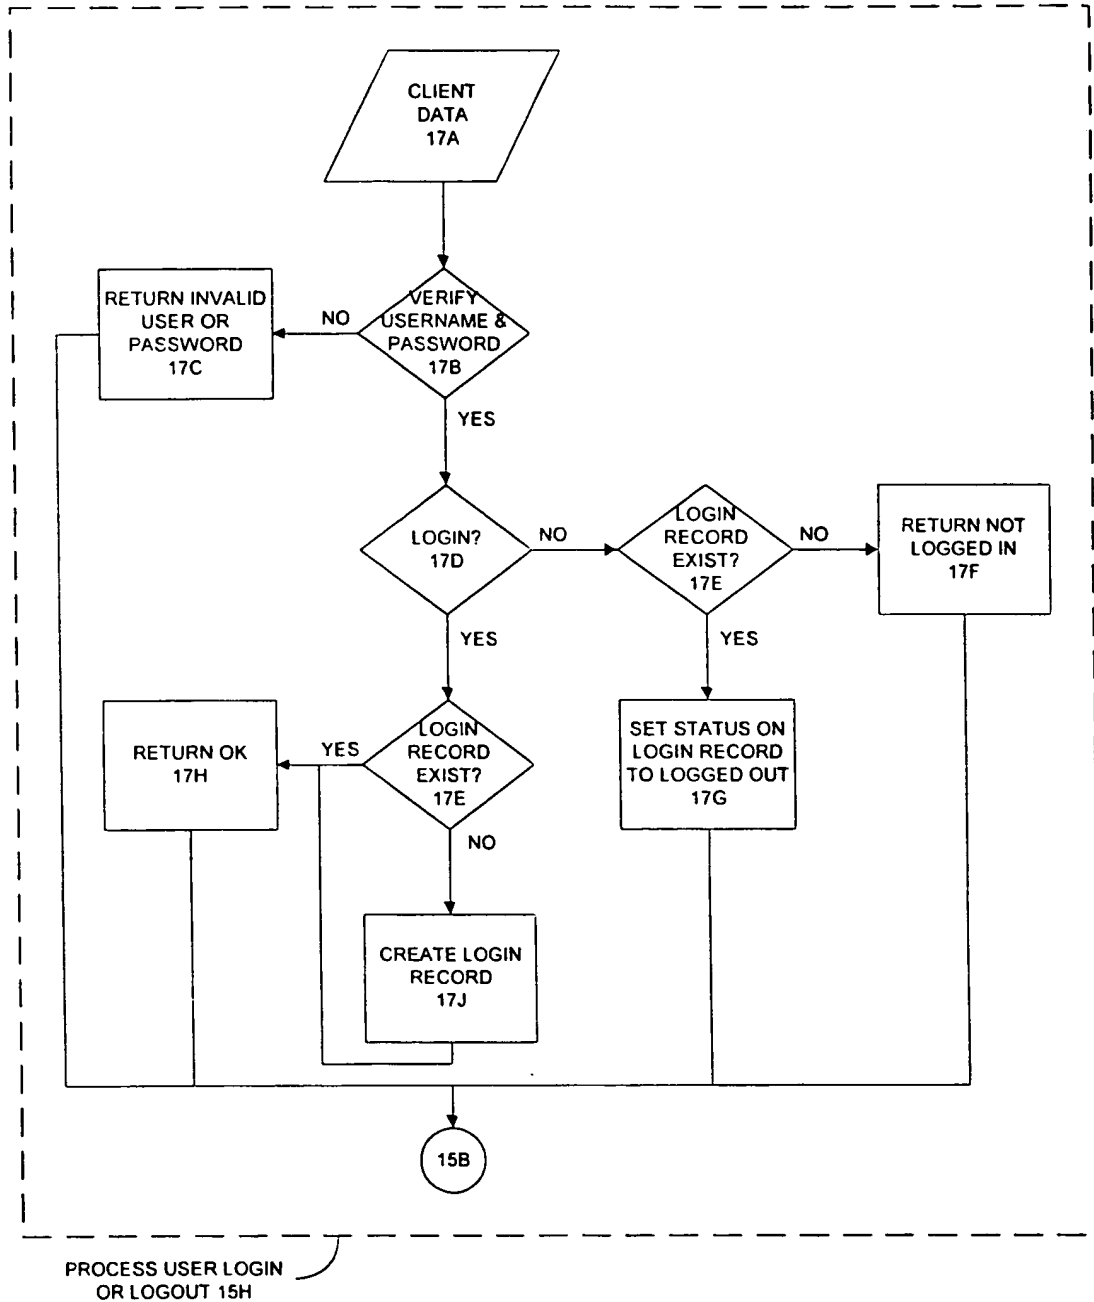 CLIENT
DATA
17A
RETURN INVALID
USER OR
PASSWORD
17C
NO
VERIFY
USERNAME &
PASSWORD
17B
YES
LOGIN?
17D
NO
LOGIN
RECORD
EXIST?
17E
NO
RETURN NOT
LOGGED IN
17F
YES
YES
RETURN OK
17H
YES
LOGIN
RECORD
EXIST?
17E
SET STATUS ON
LOGIN RECORD
TO LOGGED OUT
17G
NO
CREATE LOGIN
RECORD
17J
15B
PROCESS USER LOGIN
OR LOGOUT 15H